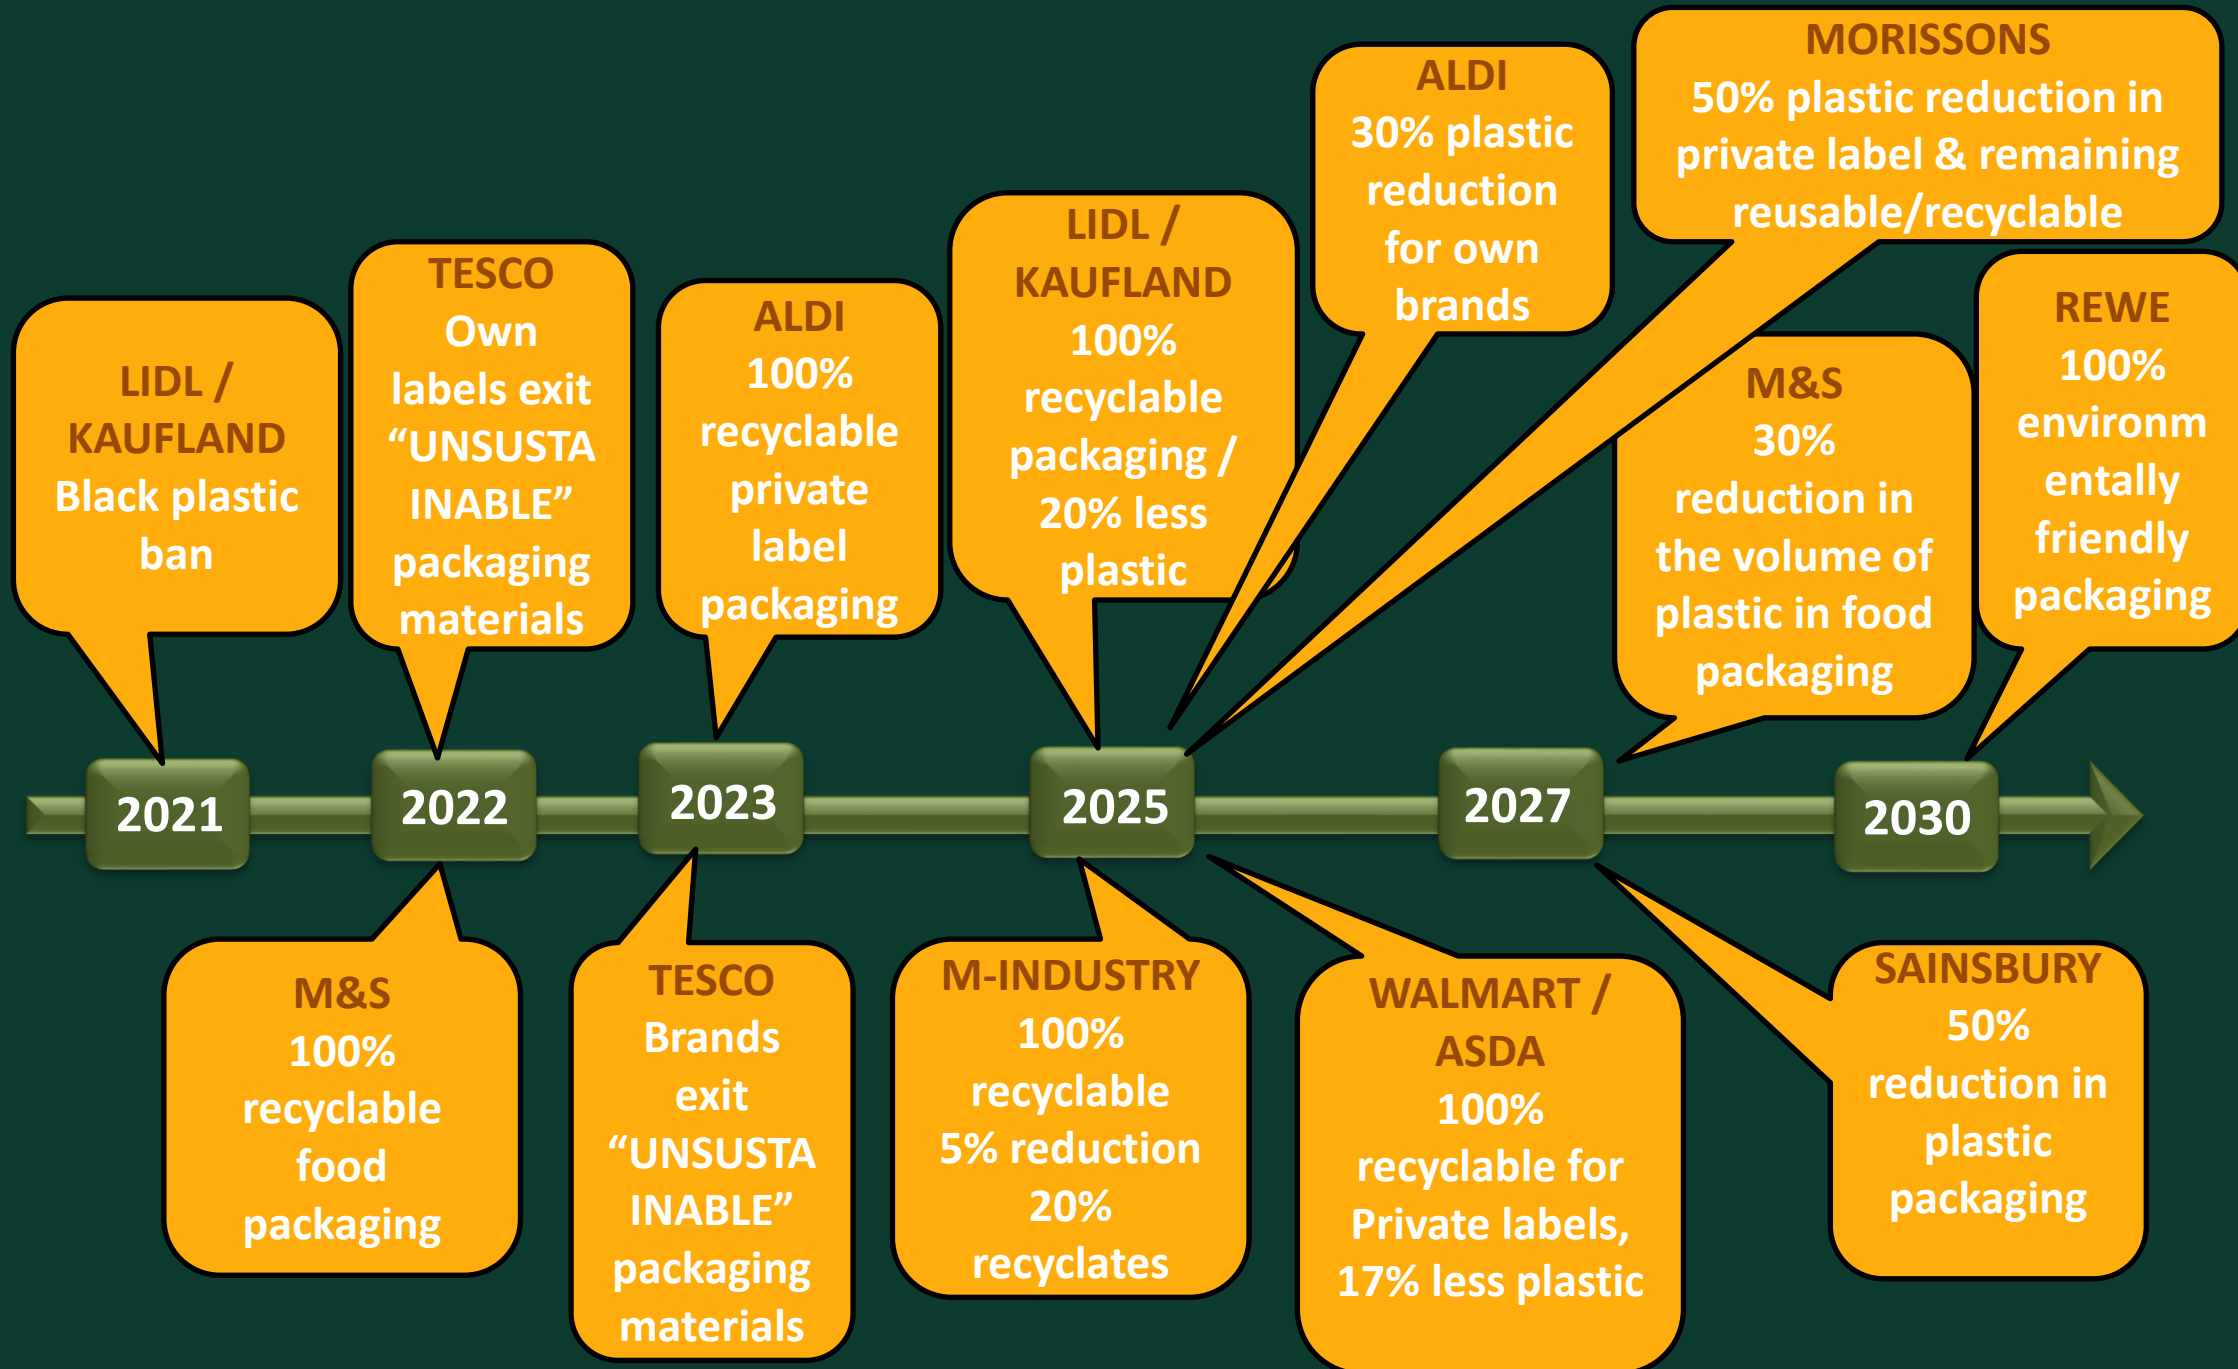 LIDL /
KAUFLAND
Black plastic
ban
TESCO
Own
labels exit
“UNSUSTA
INABLE”
packaging
materials
ALDI
100%
recyclable
private
label
packaging
LIDL /
KAUFLAND
100%
recyclable
packaging /
20% less
plastic
ALDI
30% plastic
reduction
for own
brands
MORISSONS
50% plastic reduction in
private label & remaining
reusable/recyclable
M&S
30%
reduction in
the volume of
plastic in food
packaging
REWE
100%
environm
entally
friendly
packaging
2021
2022
2023
2025
2027
2030
M&S
100%
recyclable
food
packaging
TESCO
Brands
exit
“UNSUSTA
INABLE”
packaging
materials
M-INDUSTRY
100%
recyclable
5% reduction
20%
recyclates
WALMART /
ASDA
100%
recyclable for
Private labels,
17% less plastic
SAINSBURY
50%
reduction in
plastic
packaging